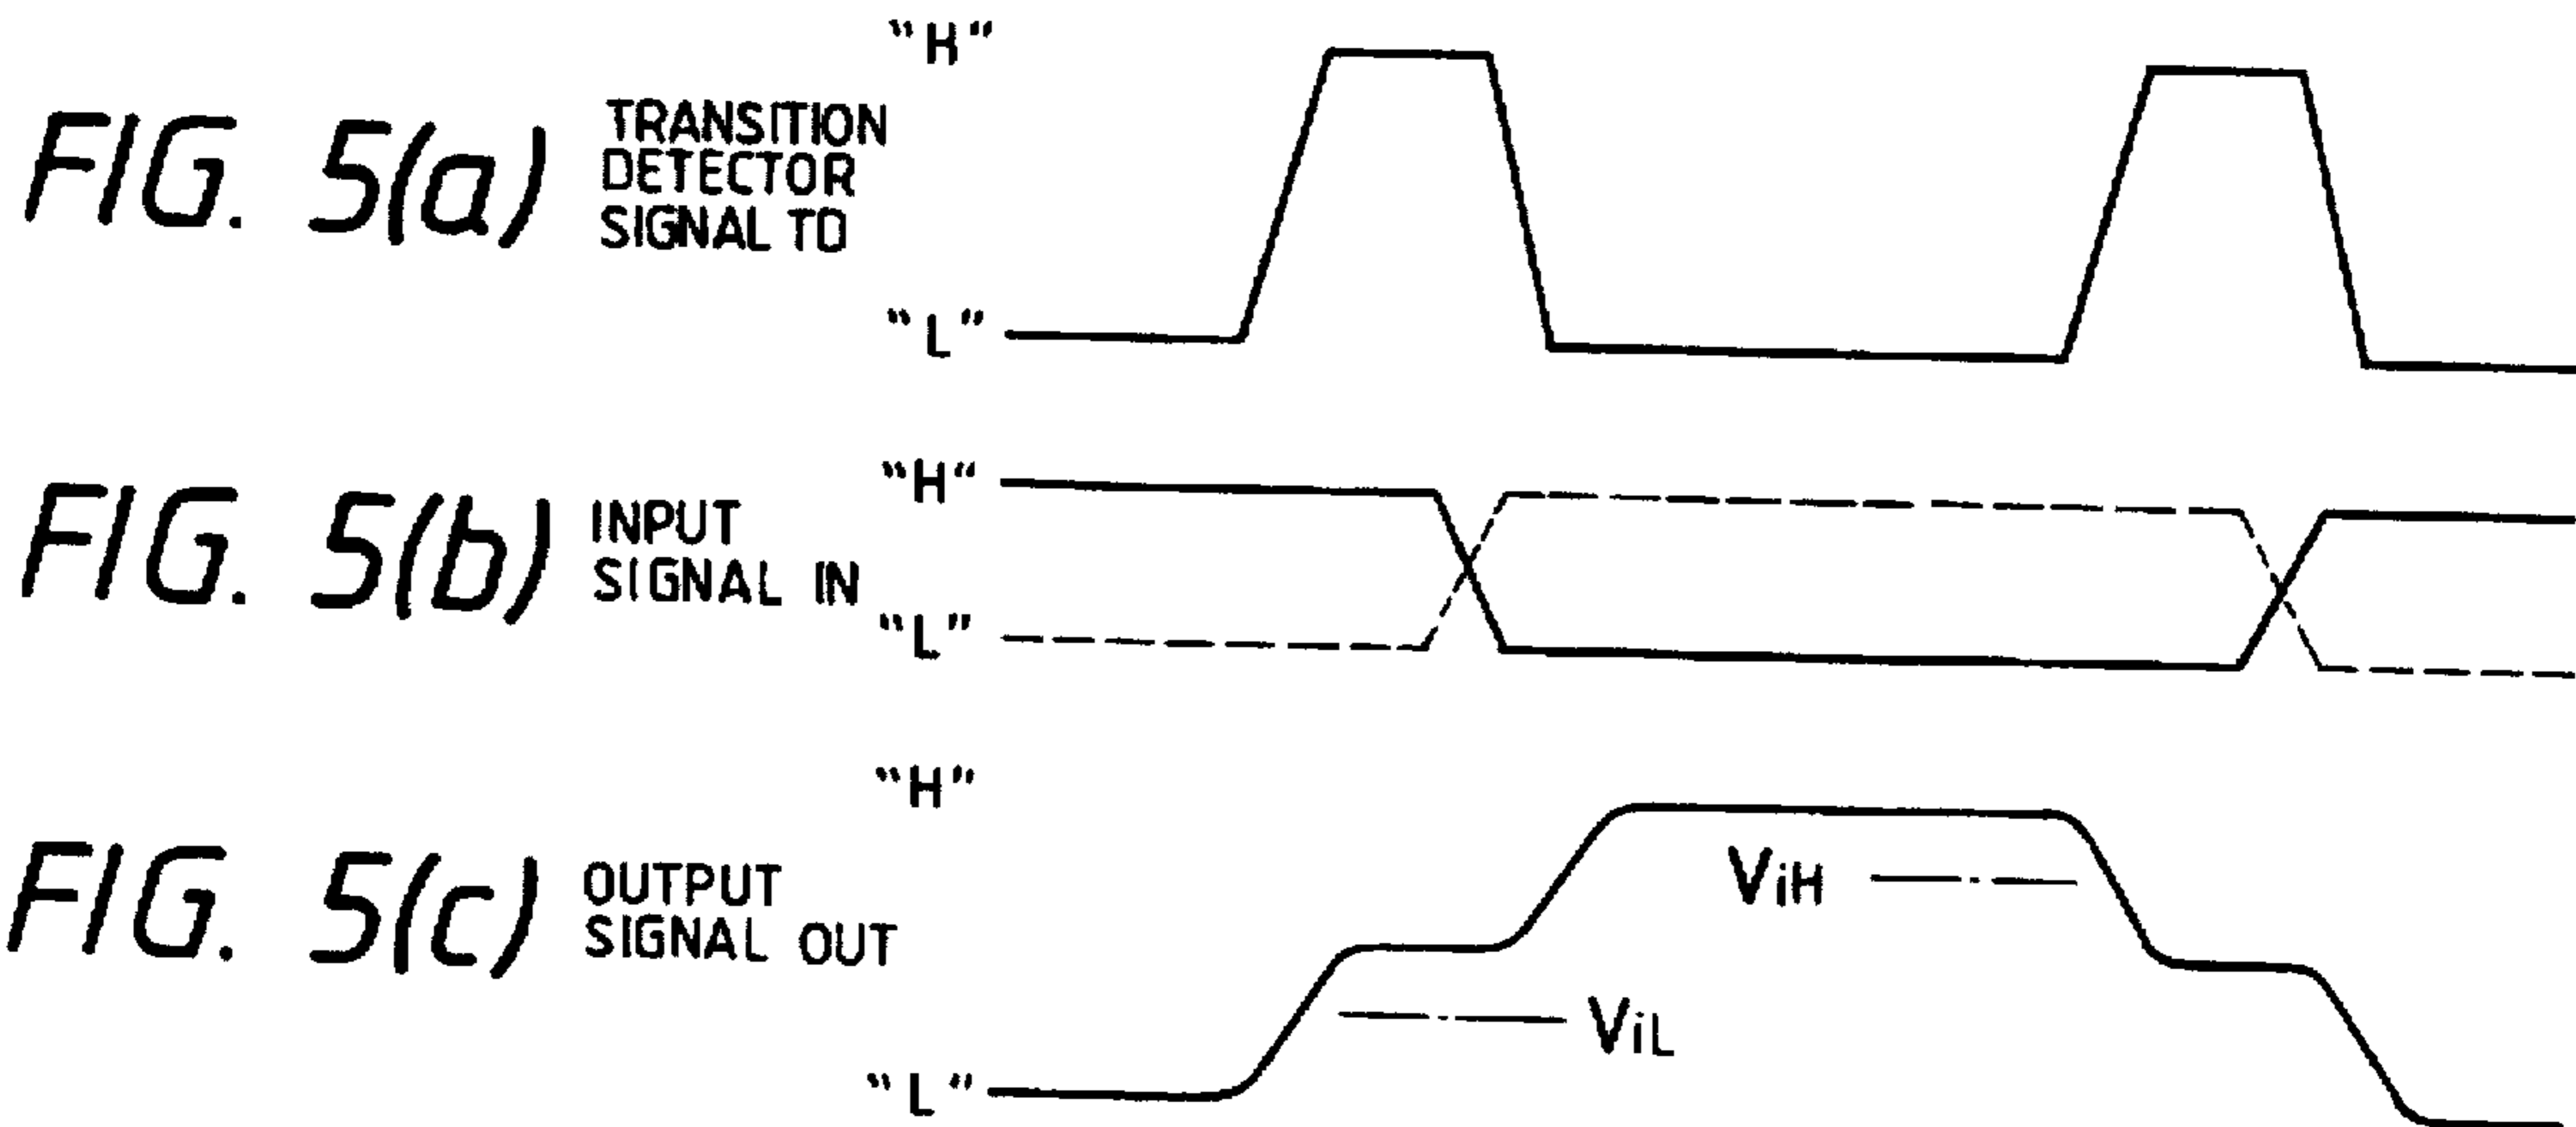 FIG. 5(a)
TRANSITION
DETECTOR
SIGNAL TD
"H"
"L"
FIG. 5(b)
INPUT
SIGNAL IN
"H"
"L"
FIG. 5(c)
OUTPUT
SIGNAL OUT
"H"
"L"
ViH
ViL